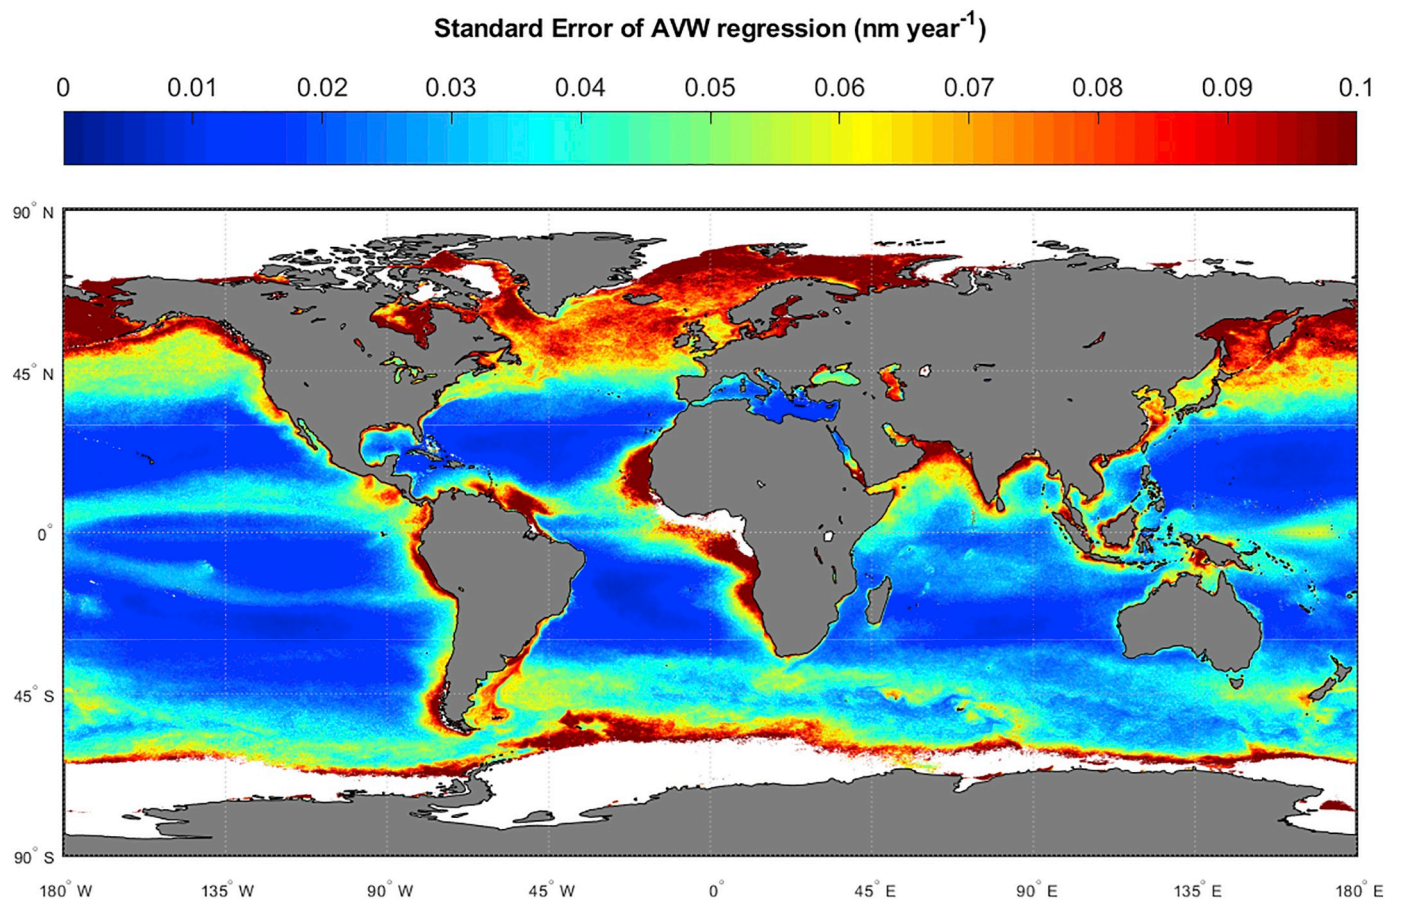 Standard Error of AVW regression (nm year-1)
0 0.01 0.02 0.03 0.04 0.05 0.06 0.07 0.08 0.09 0.1
90° N
45° N
0°
45° S
90° S
180° W 135° W 90° W 45° W 0° 45° E 90° E 135° E 180° E